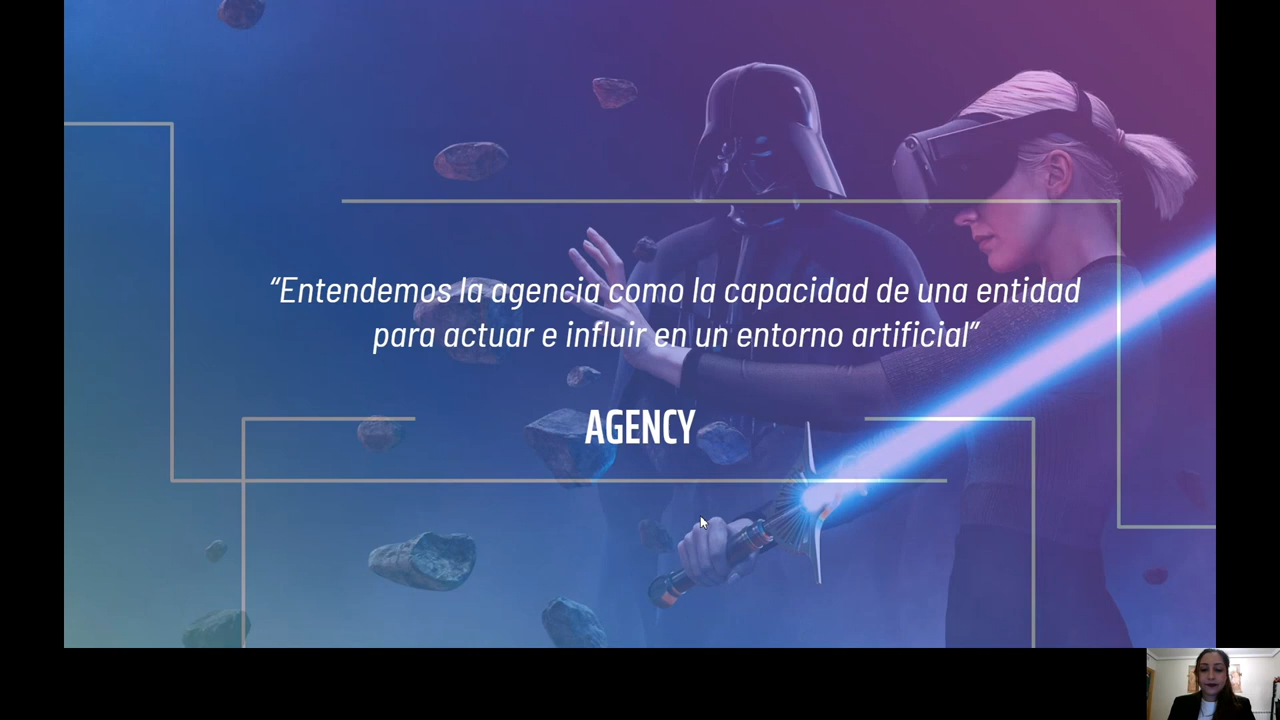 “Entendemos la agencia como la capacidad de una entidad
para actuar e influir en un entorno artificial”
AGENCY